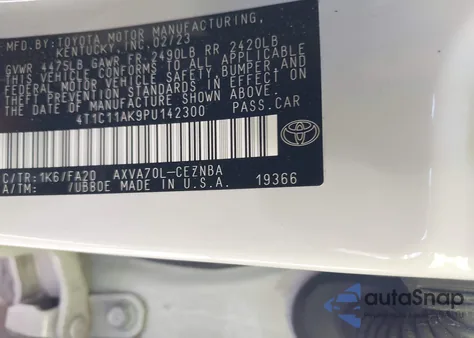 MFD.BY:TOYOTA MOTOR MANUFACTURING,
KENTUCKY, INC. 02/23
GVWR 4475LB GAWR FR 2490LB RR 2420LB
THIS VEHICLE CONFORMS TO ALL APPLICABLE
FEDERAL MOTOR VEHICLE SAFETY, BUMPER, AND
THEFT PREVENTION STANDARDS IN EFFECT ON
THE DATE OF MANUFACTURE SHOWN ABOVE.
4T1C11AK9PU142300 PASS.CAR
C/TR:1K6/FA20 AXVA70L-CEZNBA
A/TM: /UB80E MADE IN U.S.A. 19366
TOYOTA
autoSnap